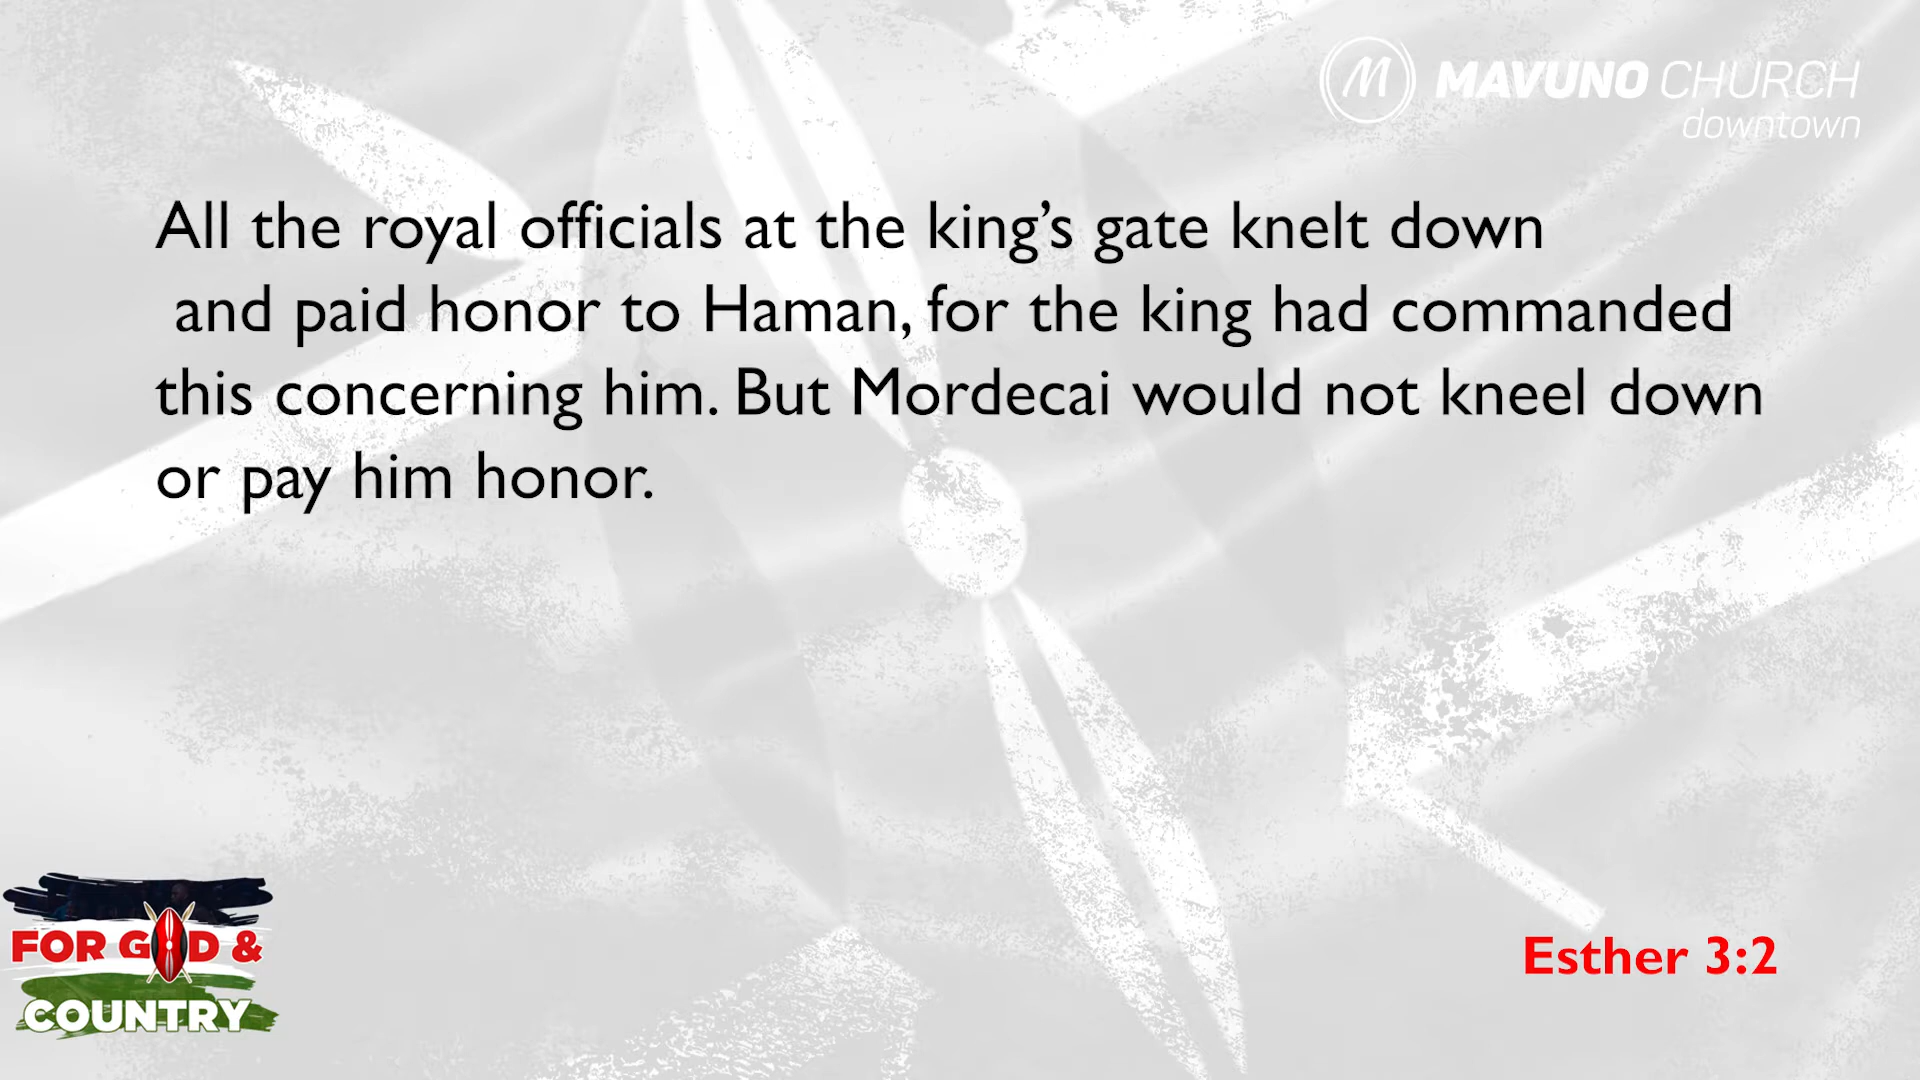 MAVUNO CHURCH
downtown
All the royal officials at the king’s gate knelt down
and paid honor to Haman, for the king had commanded
this concerning him. But Mordecai would not kneel down
or pay him honor.
Esther 3:2
FOR GOD &
COUNTRY